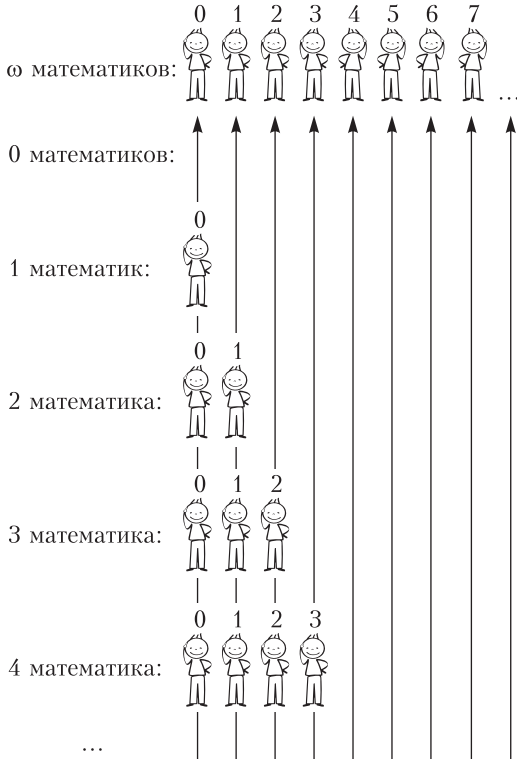 0 1 2 3 4 5 6 7
ω математиков:
...
0 математиков:
0
1 математик:
0 1
2 математика:
0 1 2
3 математика:
0 1 2 3
4 математика:
...